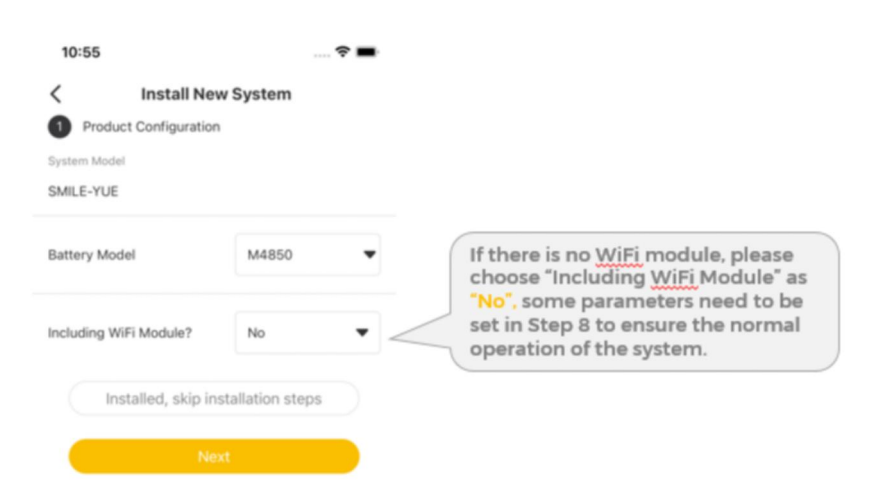 10:55
Install New System
1 Product Configuration
System Model
SMILE-YUE
Battery Model M4850
Including WiFi Module? No
Installed, skip installation steps
Next
If there is no WiFi module, please
choose “Including WiFi Module” as
“No”, some parameters need to be
set in Step 8 to ensure the normal
operation of the system.